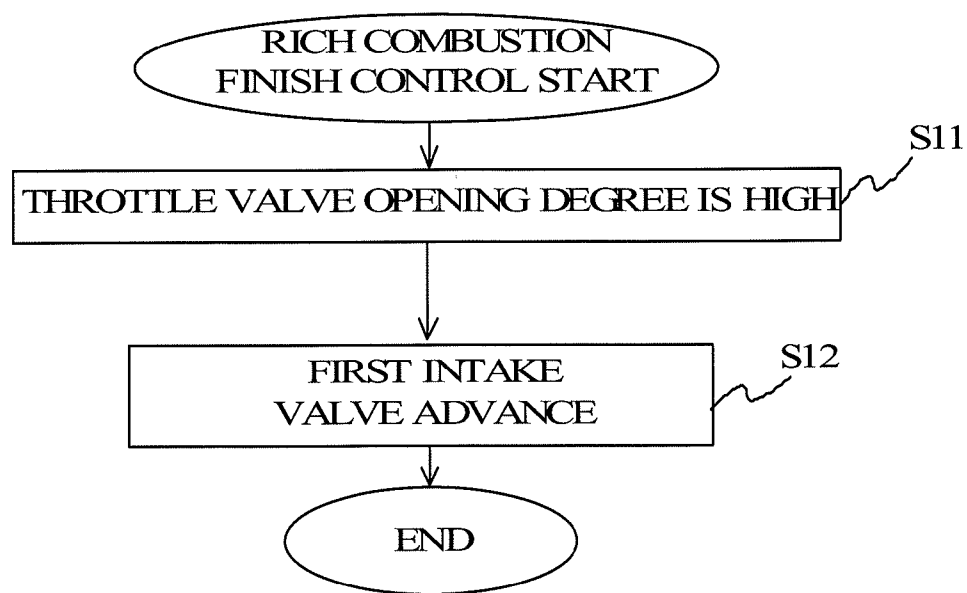 RICH COMBUSTION
FINISH CONTROL START
S11
THROTTLE VALVE OPENING DEGREE IS HIGH
S12
FIRST INTAKE
VALVE ADVANCE
END